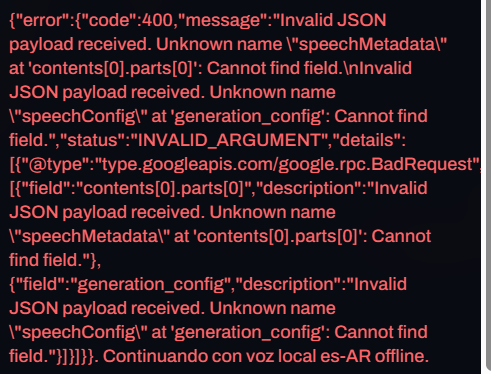 {"error":{"code":400,"message":"Invalid JSON
payload received. Unknown name \"speechMetadata\"
at 'contents[0].parts[0]': Cannot find field.\nInvalid
JSON payload received. Unknown name
\"speechConfig\" at 'generation_config': Cannot find
field.","status":"INVALID_ARGUMENT","details":
[{"@type":"type.googleapis.com/google.rpc.BadRequest",
[{"field":"contents[0].parts[0]","description":"Invalid
JSON payload received. Unknown name
\"speechMetadata\" at 'contents[0].parts[0]': Cannot
find field."},
{"field":"generation_config","description":"Invalid
JSON payload received. Unknown name
\"speechConfig\" at 'generation_config': Cannot find
field."}]}]}}. Continuando con voz local es-AR offline.